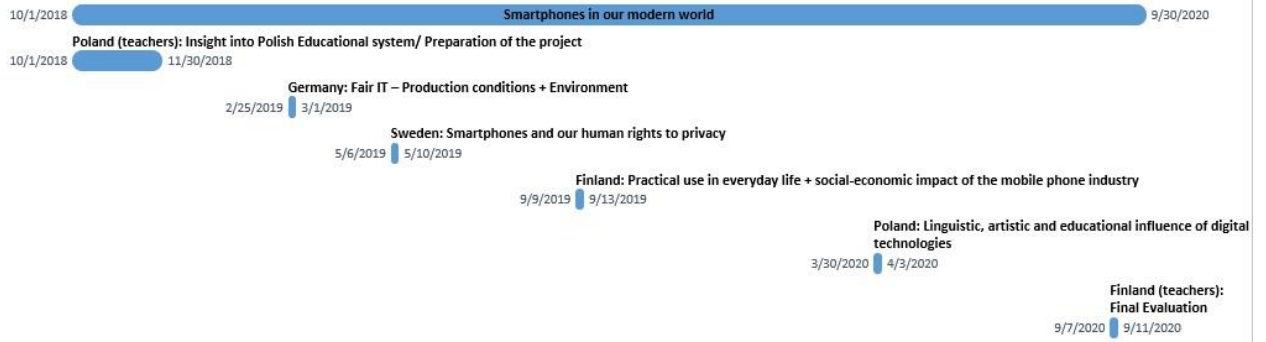 10/1/2018 Smartphones in our modern world 9/30/2020
Poland (teachers): Insight into Polish Educational system/ Preparation of the project
10/1/2018 11/30/2018
Germany: Fair IT – Production conditions + Environment
2/25/2019 3/1/2019
Sweden: Smartphones and our human rights to privacy
5/6/2019 5/10/2019
Finland: Practical use in everyday life + social-economic impact of the mobile phone industry
9/9/2019 9/13/2019
Poland: Linguistic, artistic and educational influence of digital
technologies
3/30/2020 4/3/2020
Finland (teachers):
Final Evaluation
9/7/2020 9/11/2020